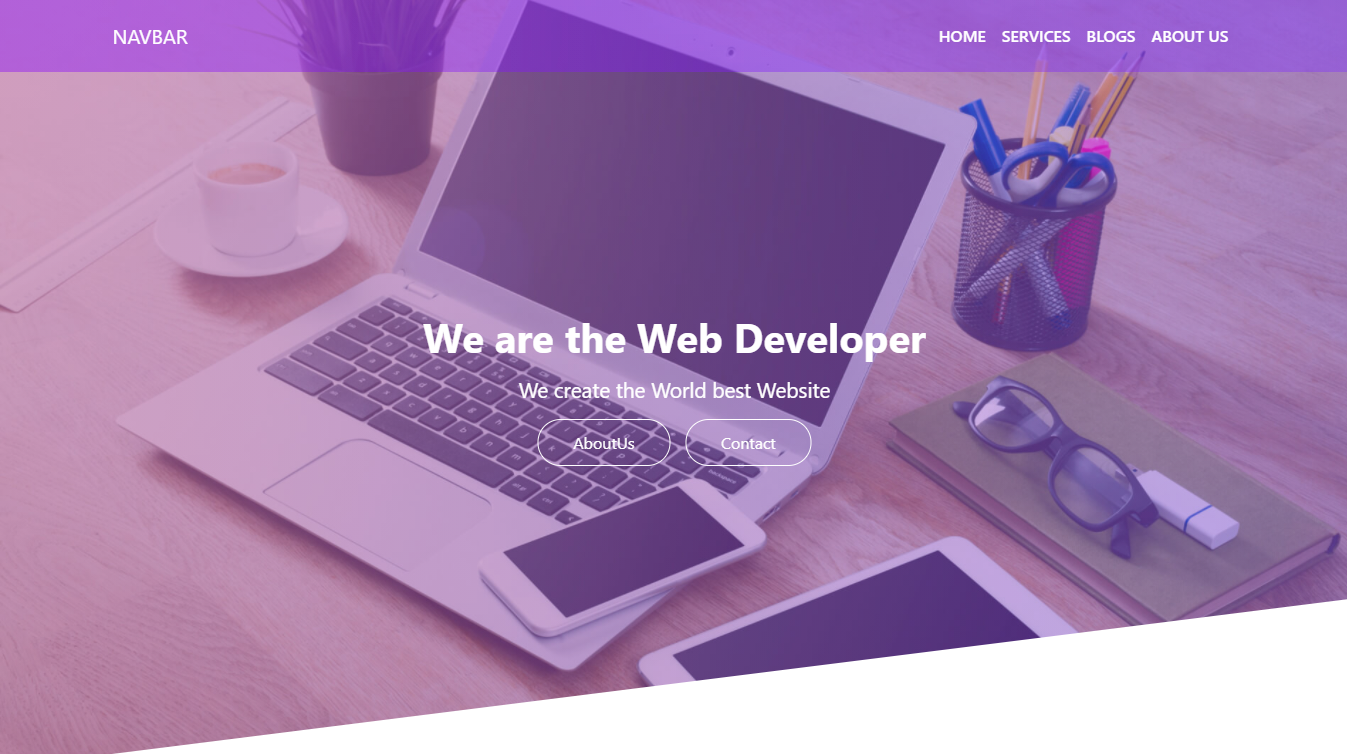 NAVBAR HOME SERVICES BLOGS ABOUT US
We are the Web Developer
We create the World best Website
AboutUs Contact